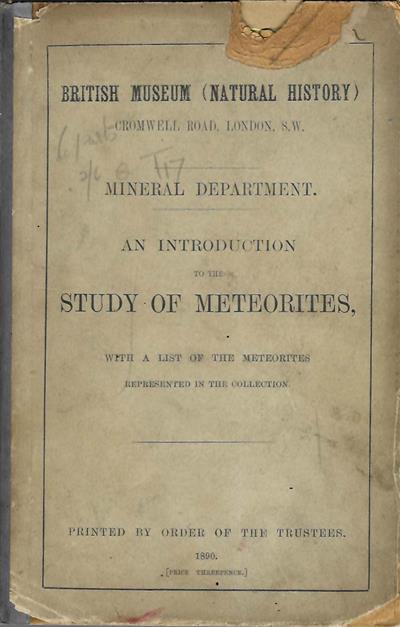 BRITISH MUSEUM (NATURAL HISTORY)
CROMWELL ROAD, LONDON, S.W.
MINERAL DEPARTMENT.
AN INTRODUCTION
TO THE
STUDY OF METEORITES,
WITH A LIST OF THE METEORITES
REPRESENTED IN THE COLLECTION.
PRINTED BY ORDER OF THE TRUSTEES.
1890.
[PRICE THREEPENCE.]